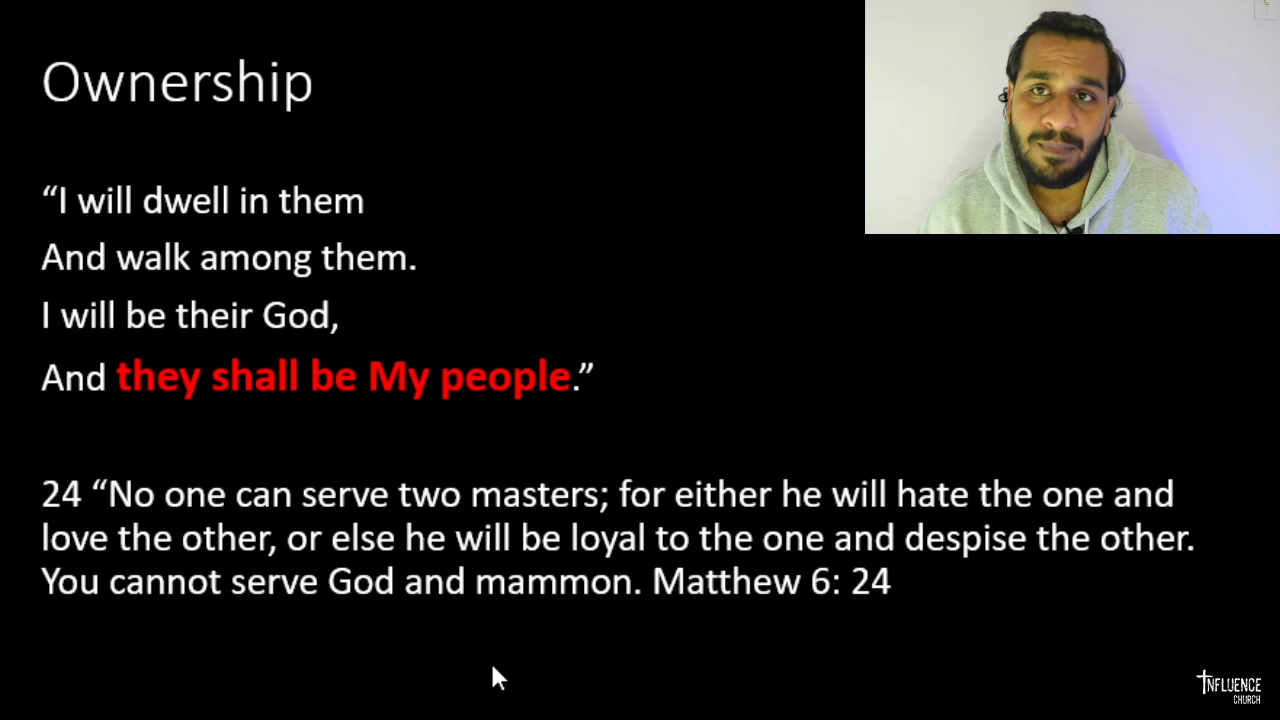 Ownership
“I will dwell in them
And walk among them.
I will be their God,
And they shall be My people.”
24 “No one can serve two masters; for either he will hate the one and
love the other, or else he will be loyal to the one and despise the other.
You cannot serve God and mammon. Matthew 6: 24
INFLUENCE
CHURCH